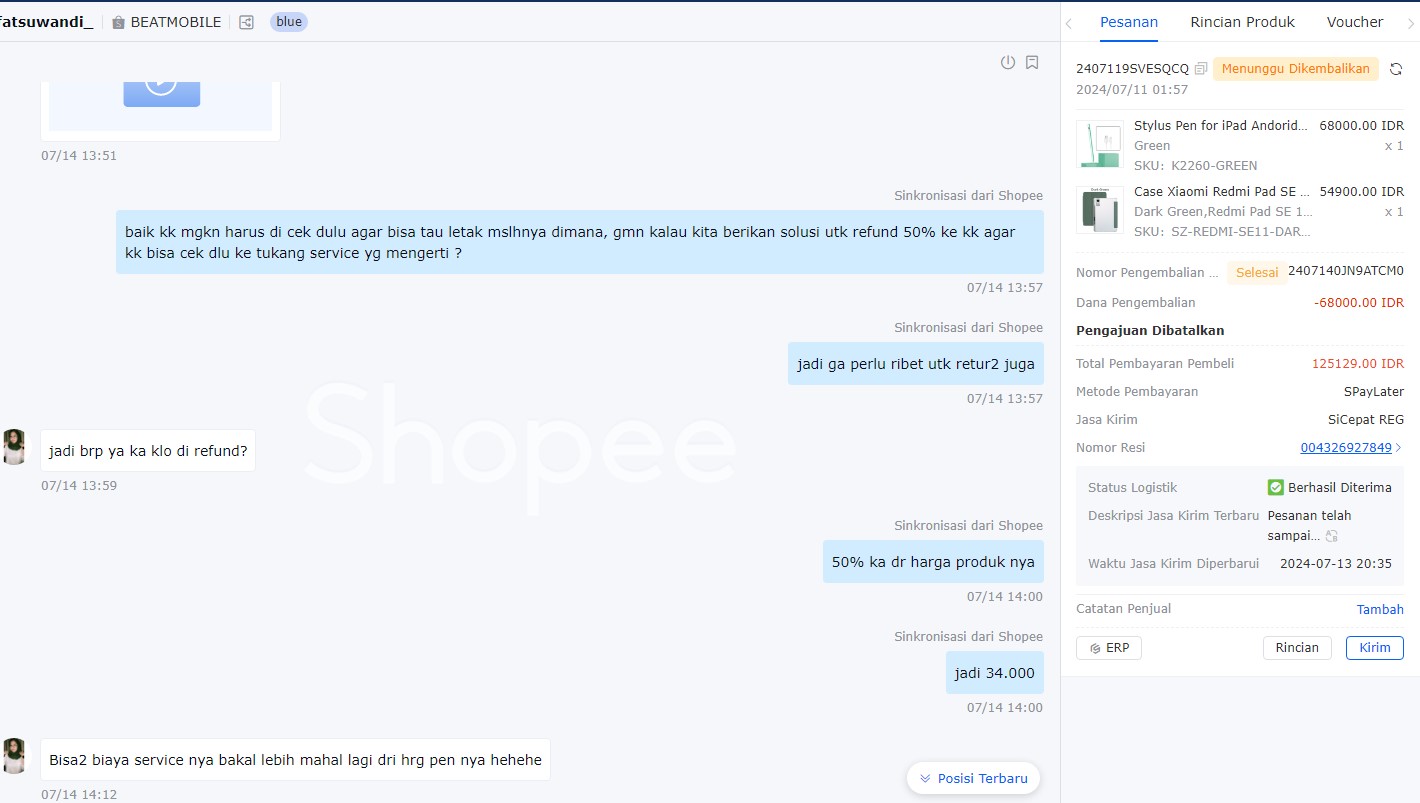 fatsuwandi_
BEATMOBILE
blue
07/14 13:51
Sinkronisasi dari Shopee
baik kk mgkn harus di cek dulu agar bisa tau letak mslhnya dimana, gmn kalau kita berikan solusi utk refund 50% ke kk agar
kk bisa cek dlu ke tukang service yg mengerti ?
07/14 13:57
Sinkronisasi dari Shopee
jadi ga perlu ribet utk retur2 juga
07/14 13:57
Shopee
jadi brp ya ka klo di refund?
07/14 13:59
Sinkronisasi dari Shopee
50% ka dr harga produk nya
07/14 14:00
Sinkronisasi dari Shopee
jadi 34.000
07/14 14:00
Bisa2 biaya service nya bakal lebih mahal lagi dri hrg pen nya hehehe
07/14 14:12
Posisi Terbaru
Pesanan Rincian Produk Voucher
2407119SVESQCQ Menunggu Dikembalikan
2024/07/11 01:57
Stylus Pen for iPad Andorid... 68000.00 IDR
Green x 1
SKU: K2260-GREEN
Case Xiaomi Redmi Pad SE ... 54900.00 IDR
Dark Green,Redmi Pad SE 1... x 1
SKU: SZ-REDMI-SE11-DAR...
Nomor Pengembalian ... Selesai 2407140JN9ATCM0
Dana Pengembalian -68000.00 IDR
Pengajuan Dibatalkan
Total Pembayaran Pembeli 125129.00 IDR
Metode Pembayaran SPayLater
Jasa Kirim SiCepat REG
Nomor Resi 004326927849
Status Logistik Berhasil Diterima
Deskripsi Jasa Kirim Terbaru Pesanan telah
sampai...
Waktu Jasa Kirim Diperbarui 2024-07-13 20:35
Catatan Penjual Tambah
ERP Rincian Kirim